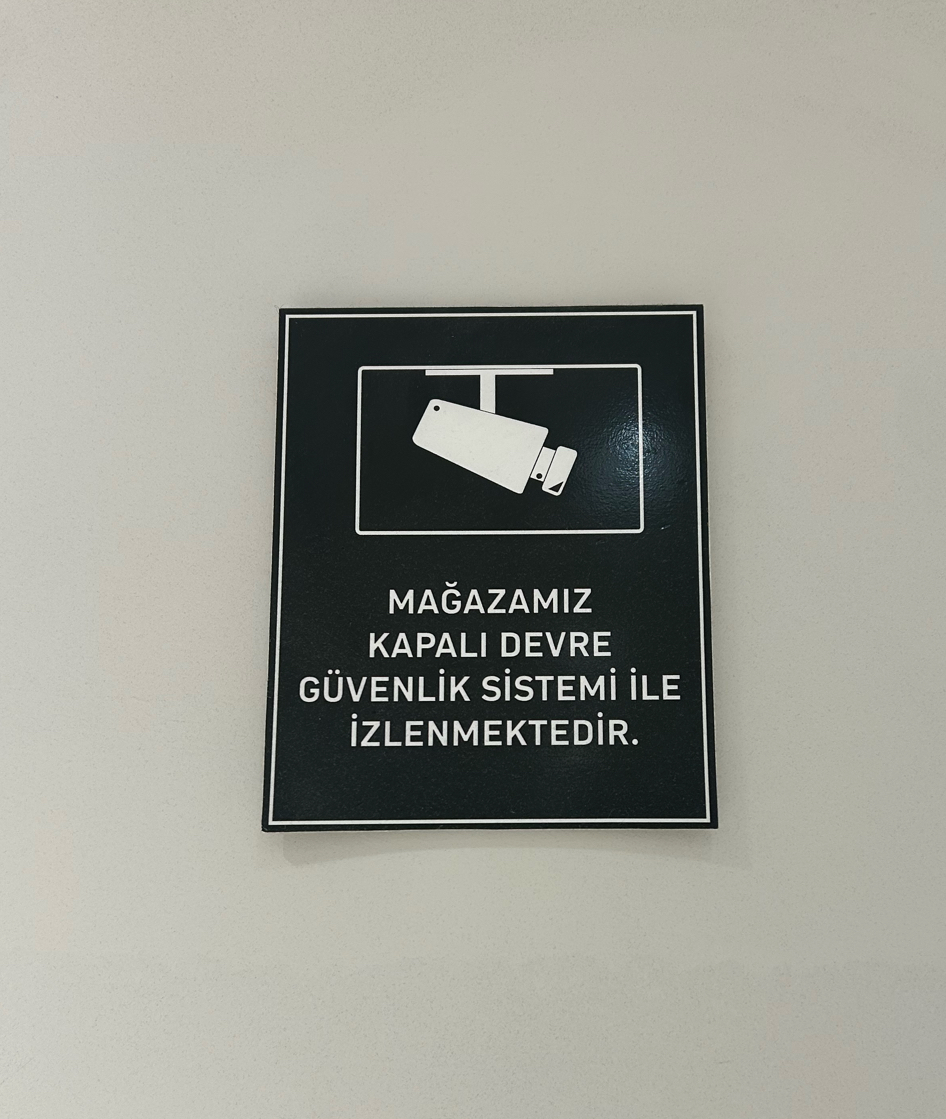 MAĞAZAMIZ
KAPALI DEVRE
GÜVENLİK SİSTEMİ İLE
İZLENMEKTEDİR.